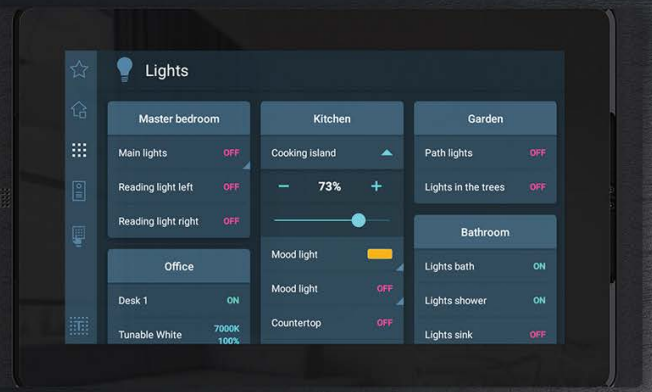 Lights
Master bedroom
Main lights OFF
Reading light left OFF
Reading light right OFF
Office
Desk 1 ON
Tunable White 7000K
100%
Kitchen
Cooking island
− 73% +
Mood light
Mood light OFF
Countertop OFF
Garden
Path lights OFF
Lights in the trees OFF
Bathroom
Lights bath ON
Lights shower ON
Lights sink OFF